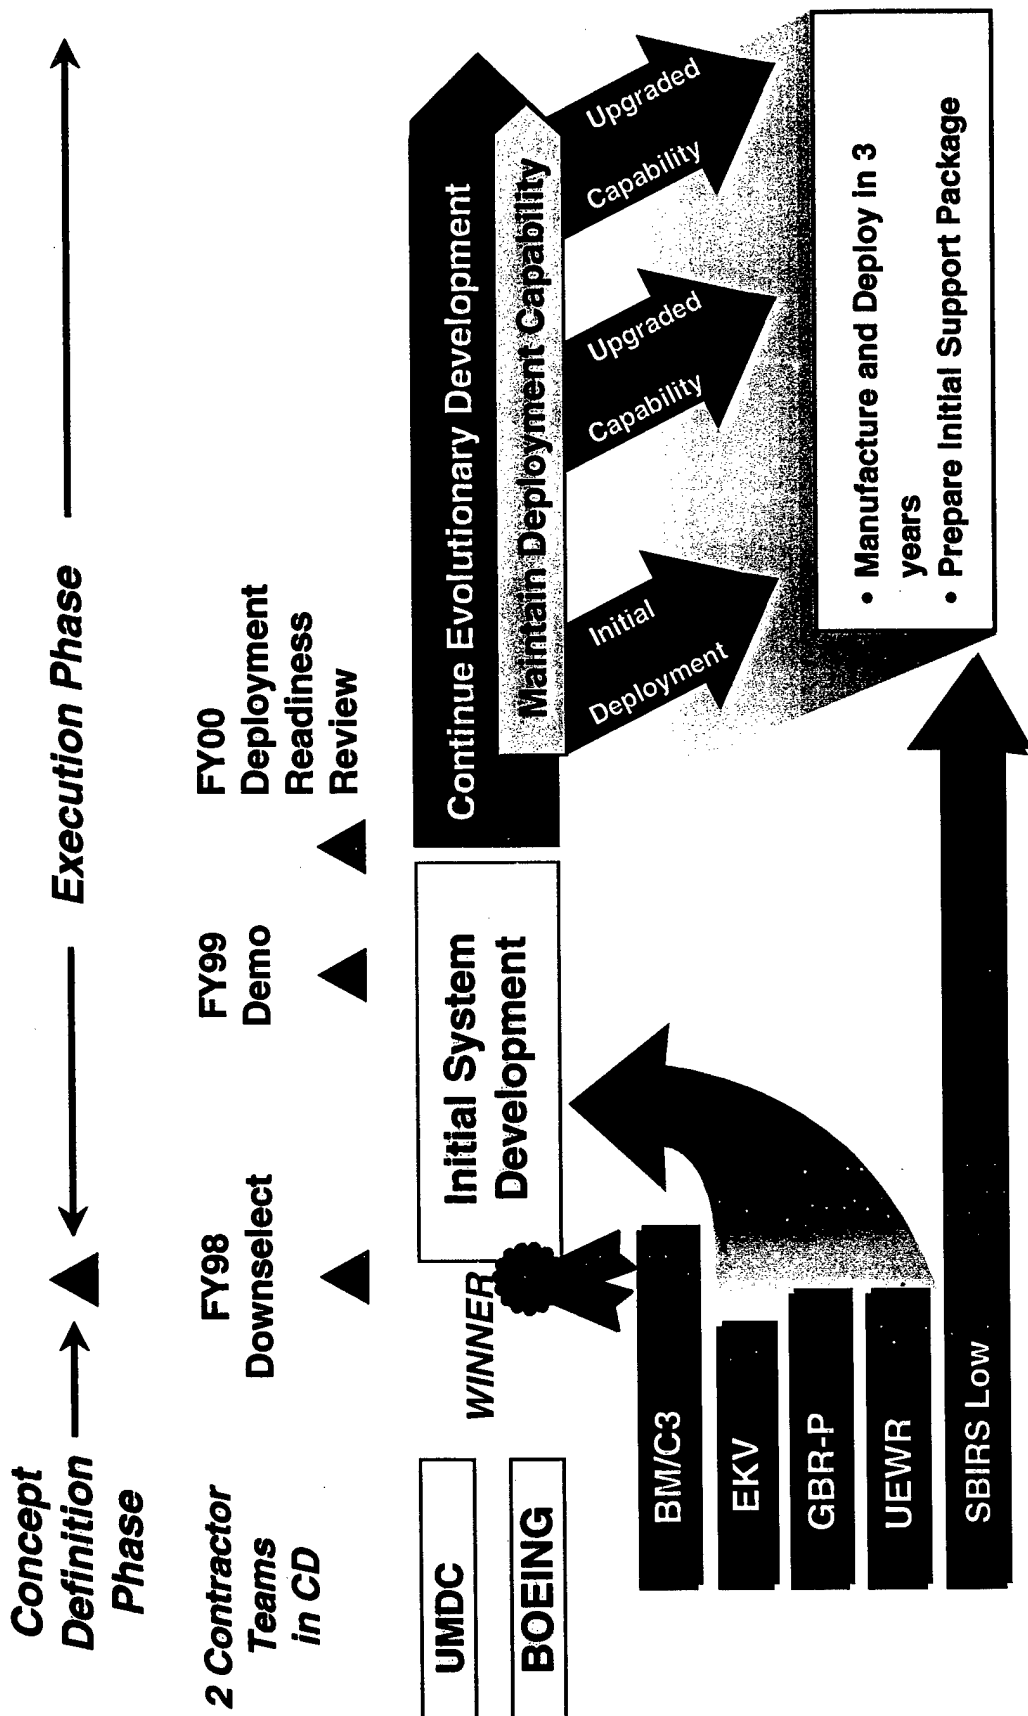 Concept
Definition
Phase
Execution Phase
2 Contractor
Teams
in CD
FY98
Downselect
FY99
Demo
FY00
Deployment
Readiness
Review
UMDC
BOEING
WINNER
Initial System
Development
Continue Evolutionary Development
Maintain Deployment Capability
Initial
Deployment
Upgraded
Capability
Upgraded
Capability
BM/C3
EKV
GBR-P
UEWR
SBIRS Low
• Manufacture and Deploy in 3
years
• Prepare Initial Support Package